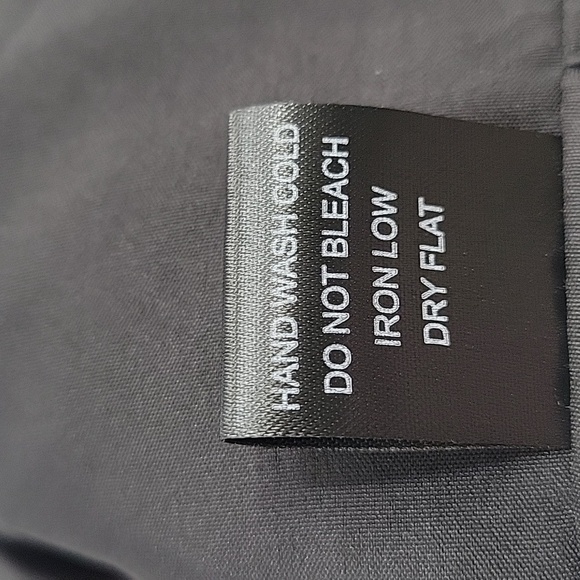 HAND WASH COLD
DO NOT BLEACH
IRON LOW
DRY FLAT